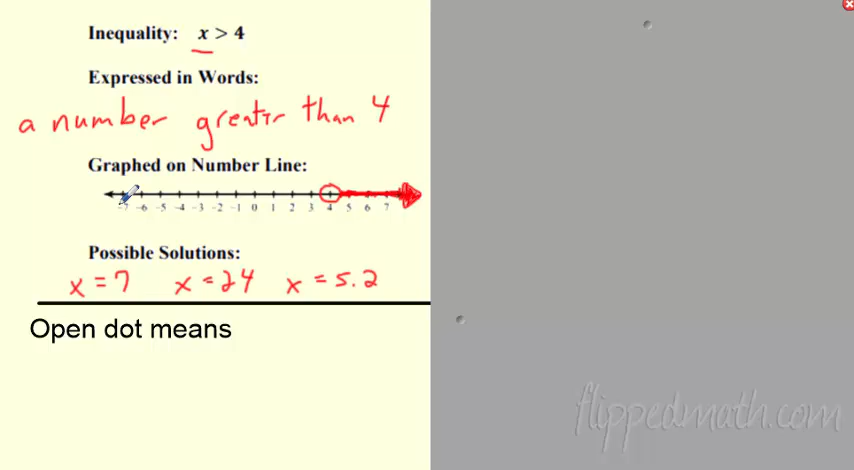 Inequality: x > 4
Expressed in Words:
a number greater than 4
Graphed on Number Line:
-7 -6 -5 -4 -3 -2 -1 0 1 2 3 4 5 6 7
Possible Solutions:
x = 7 x = 24 x = 5.2
Open dot means
flippedmath.com